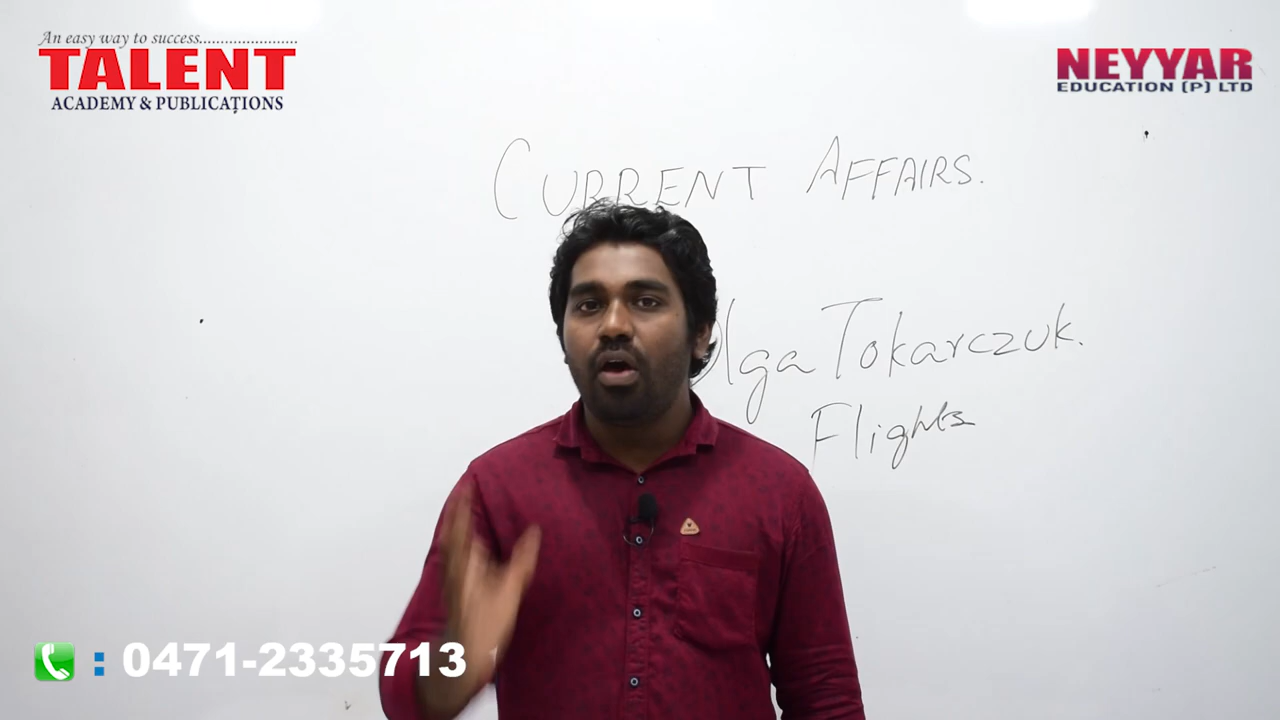 An easy way to success.......................
TALENT
ACADEMY & PUBLICATIONS
NEYYAR
EDUCATION (P) LTD
CURRENT AFFAIRS.
Olga Tokarczuk.
Flights
: 0471-2335713